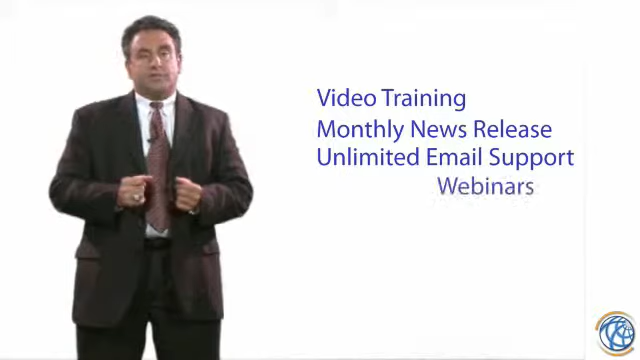 Video Training
Monthly News Release
Unlimited Email Support
Webinars